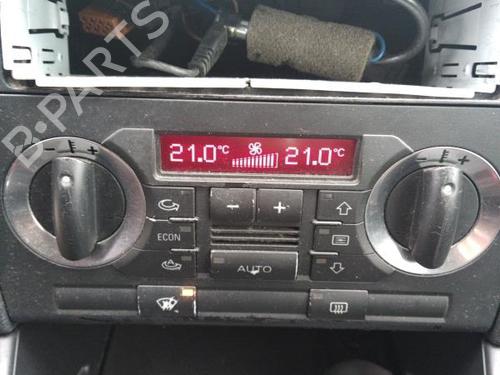 B-PARTS
21.0°C 21.0°C
- +
- +
- +
ECON
AUTO